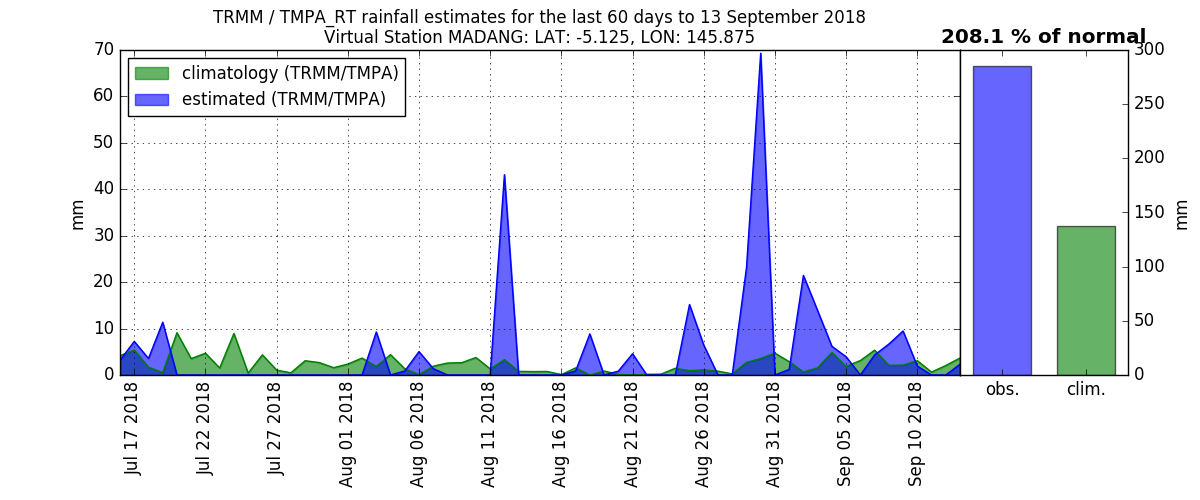 TRMM / TMPA_RT rainfall estimates for the last 60 days to 13 September 2018
Virtual Station MADANG: LAT: -5.125, LON: 145.875
208.1 % of normal
climatology (TRMM/TMPA)
estimated (TRMM/TMPA)
mm
70
60
50
40
30
20
10
0
Jul 17 2018
Jul 22 2018
Jul 27 2018
Aug 01 2018
Aug 06 2018
Aug 11 2018
Aug 16 2018
Aug 21 2018
Aug 26 2018
Aug 31 2018
Sep 05 2018
Sep 10 2018
obs.
clim.
300
250
200
150
100
50
0
mm